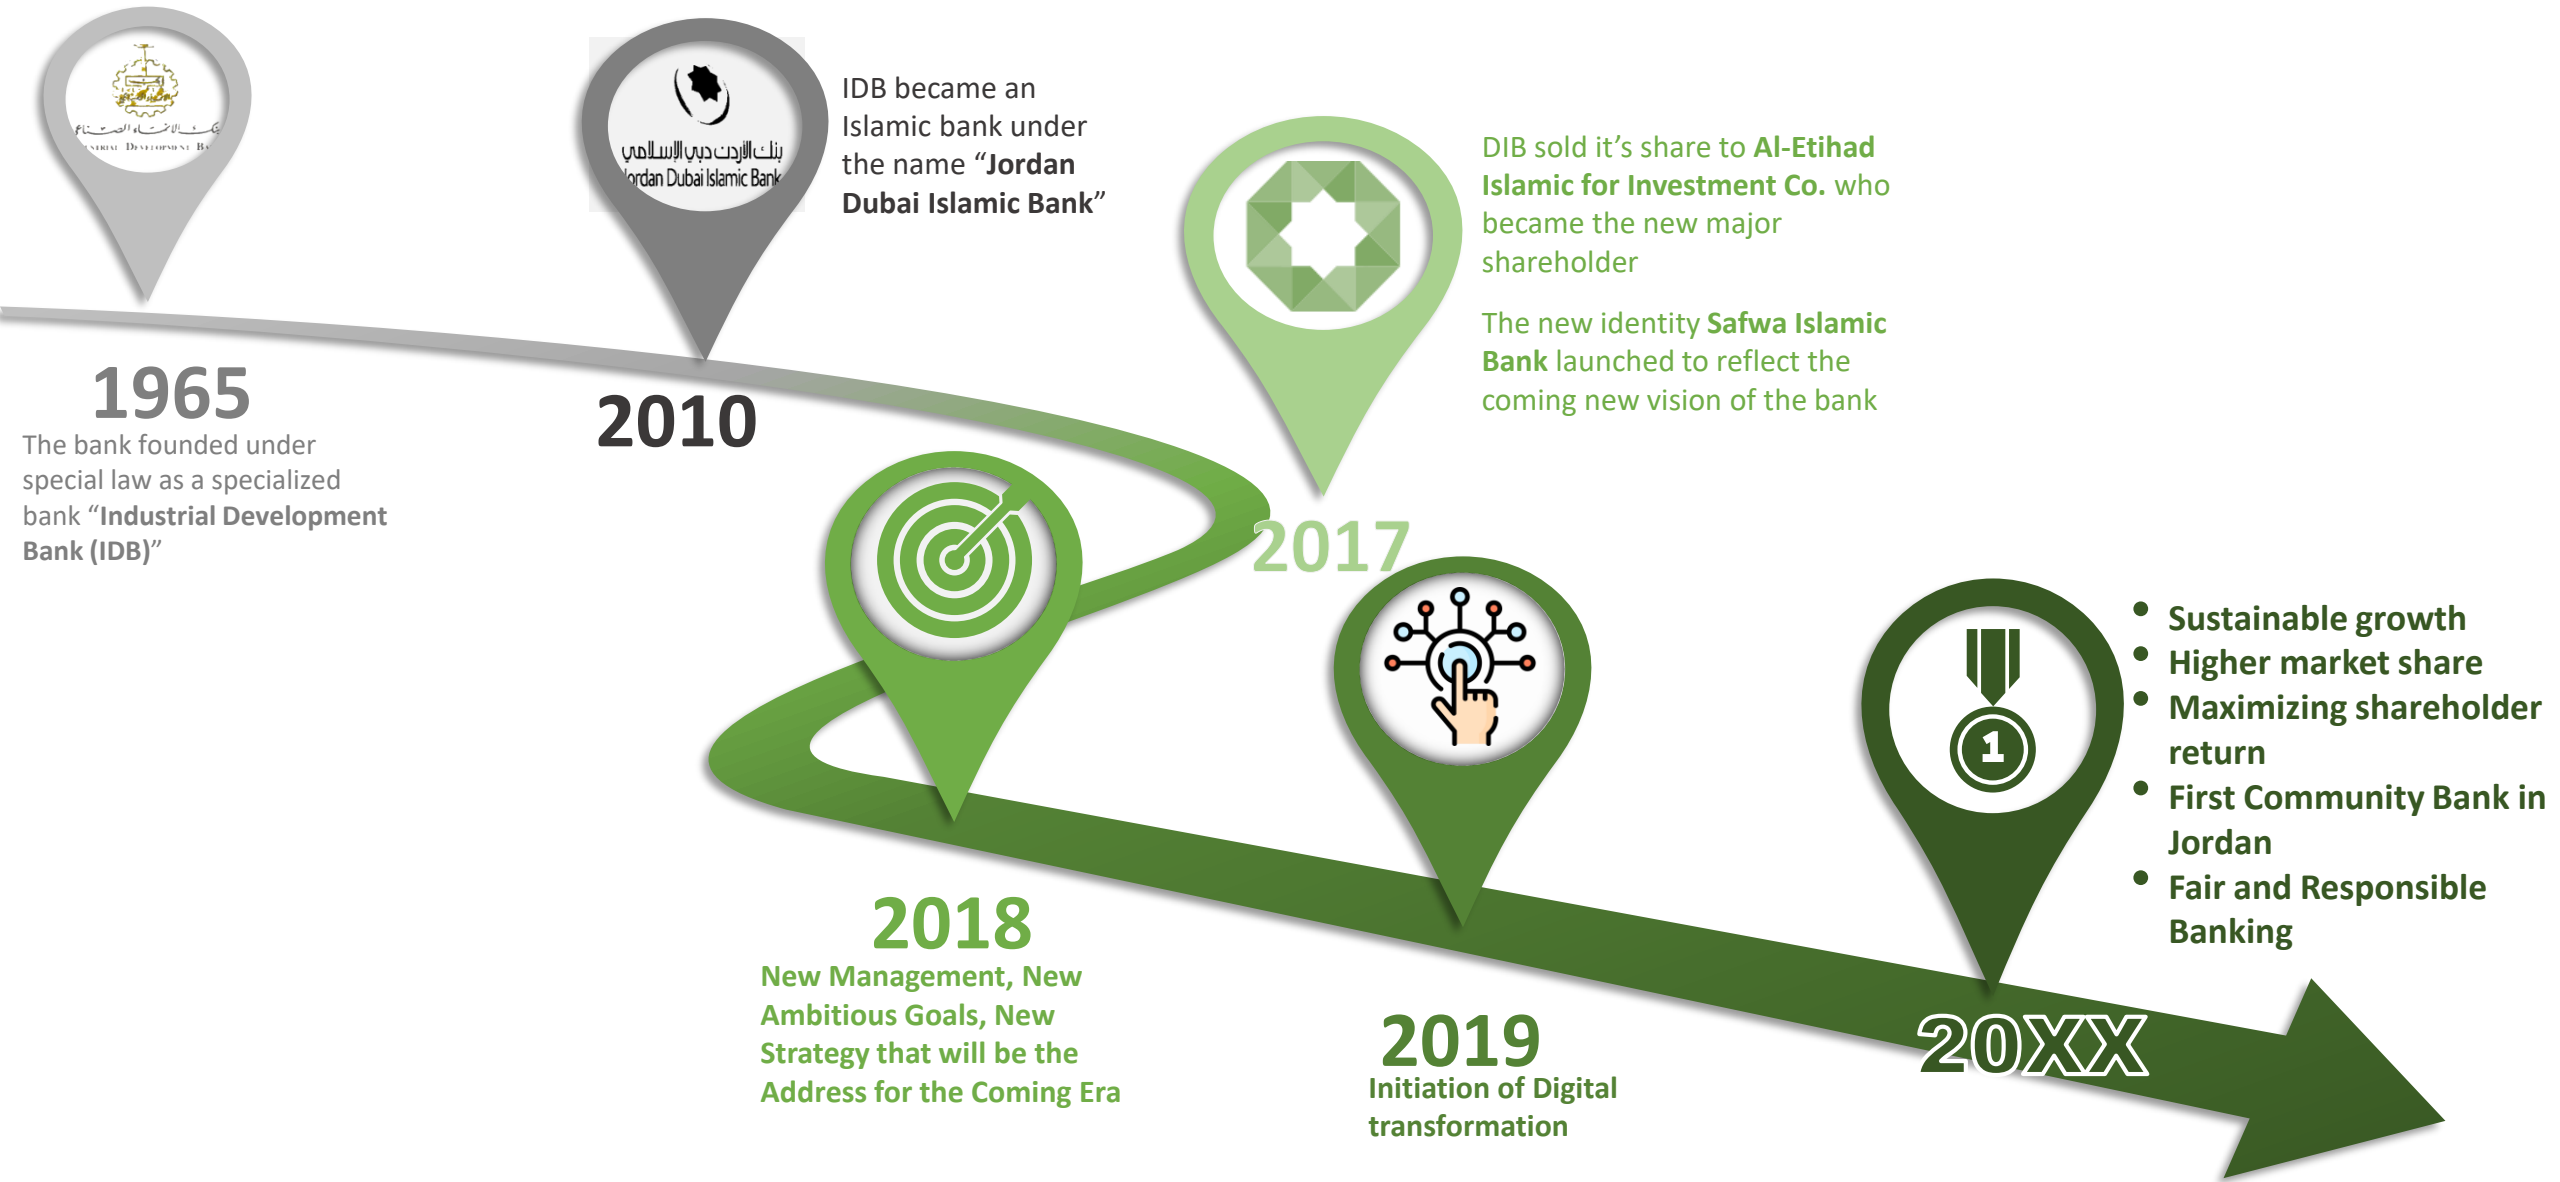 بنك الانماء الصناعي
1965
The bank founded under
special law as a specialized
bank “Industrial Development
Bank (IDB)”
بنك الأردن دبي الإسلامي
Jordan Dubai Islamic Bank
2010
IDB became an
Islamic bank under
the name “Jordan
Dubai Islamic Bank”
2017
DIB sold it’s share to Al-Etihad
Islamic for Investment Co. who
became the new major
shareholder
The new identity Safwa Islamic
Bank launched to reflect the
coming new vision of the bank
2018
New Management, New
Ambitious Goals, New
Strategy that will be the
Address for the Coming Era
2019
Initiation of Digital
transformation
1
20XX
• Sustainable growth
• Higher market share
• Maximizing shareholder
return
• First Community Bank in
Jordan
• Fair and Responsible
Banking